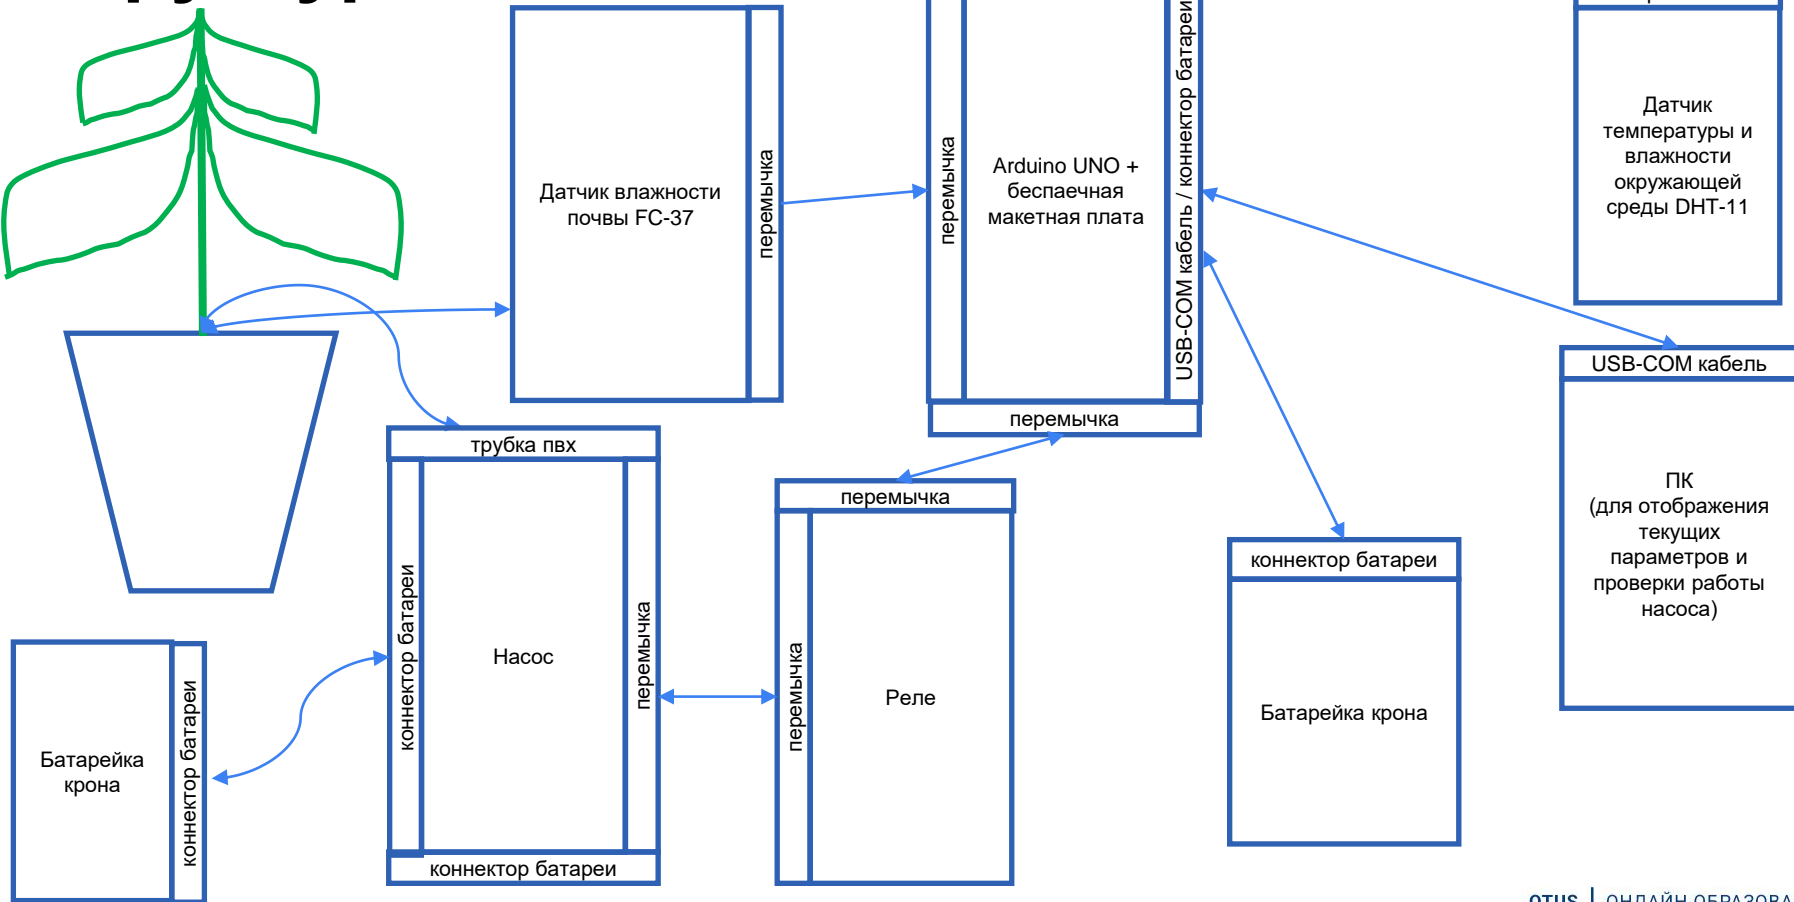 Датчик влажности
почвы FC-37
перемычка
перемычка
Arduino UNO +
беспаечная
макетная плата
USB-COM кабель / коннектор батареи
перемычка
Датчик
температуры и
влажности
окружающей
среды DHT-11
USB-COM кабель
ПК
(для отображения
текущих
параметров и
проверки работы
насоса)
трубка пвх
коннектор батареи
Насос
перемычка
коннектор батареи
перемычка
перемычка
Реле
коннектор батареи
Батарейка крона
Батарейка
крона
коннектор батареи
ОНЛАЙН ОБРАЗОВА